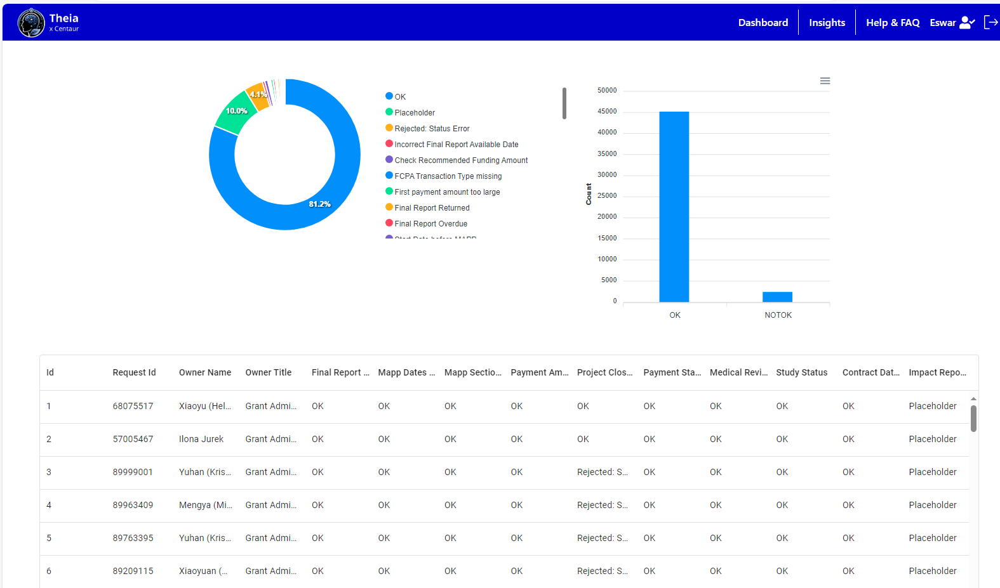 Theia
x Centaur
Dashboard
Insights
Help & FAQ
Eswar
4.1%
10.0%
81.2%
OK
Placeholder
Rejected: Status Error
Incorrect Final Report Available Date
Check Recommended Funding Amount
FCPA Transaction Type missing
First payment amount too large
Final Report Returned
Final Report Overdue
Start Date before MAPP
50000
45000
40000
35000
30000
25000
20000
15000
10000
5000
0
Count
OK
NOTOK
Id Request Id Owner Name Owner Title Final Report ... Mapp Dates ... Mapp Sectio... Payment Am... Project Clos... Payment Sta... Medical Revi... Study Status Contract Dat... Impact Repo...
1 68075517 Xiaoyu (Hel... Grant Admi... OK OK OK OK OK OK OK OK OK Placeholder
2 57005467 Ilona Jurek Grant Admi... OK OK OK OK OK OK OK OK OK Placeholder
3 89999001 Yuhan (Kris... Grant Admi... OK OK OK OK Rejected: S... OK OK OK OK Placeholder
4 89963409 Mengya (Mi... Grant Admi... OK OK OK OK Rejected: S... OK OK OK OK Placeholder
5 89763395 Yuhan (Kris... Grant Admi... OK OK OK OK Rejected: S... OK OK OK OK Placeholder
6 89209115 Xiaoyuan (... Grant Admi... OK OK OK OK Rejected: S... OK OK OK OK Placeholder